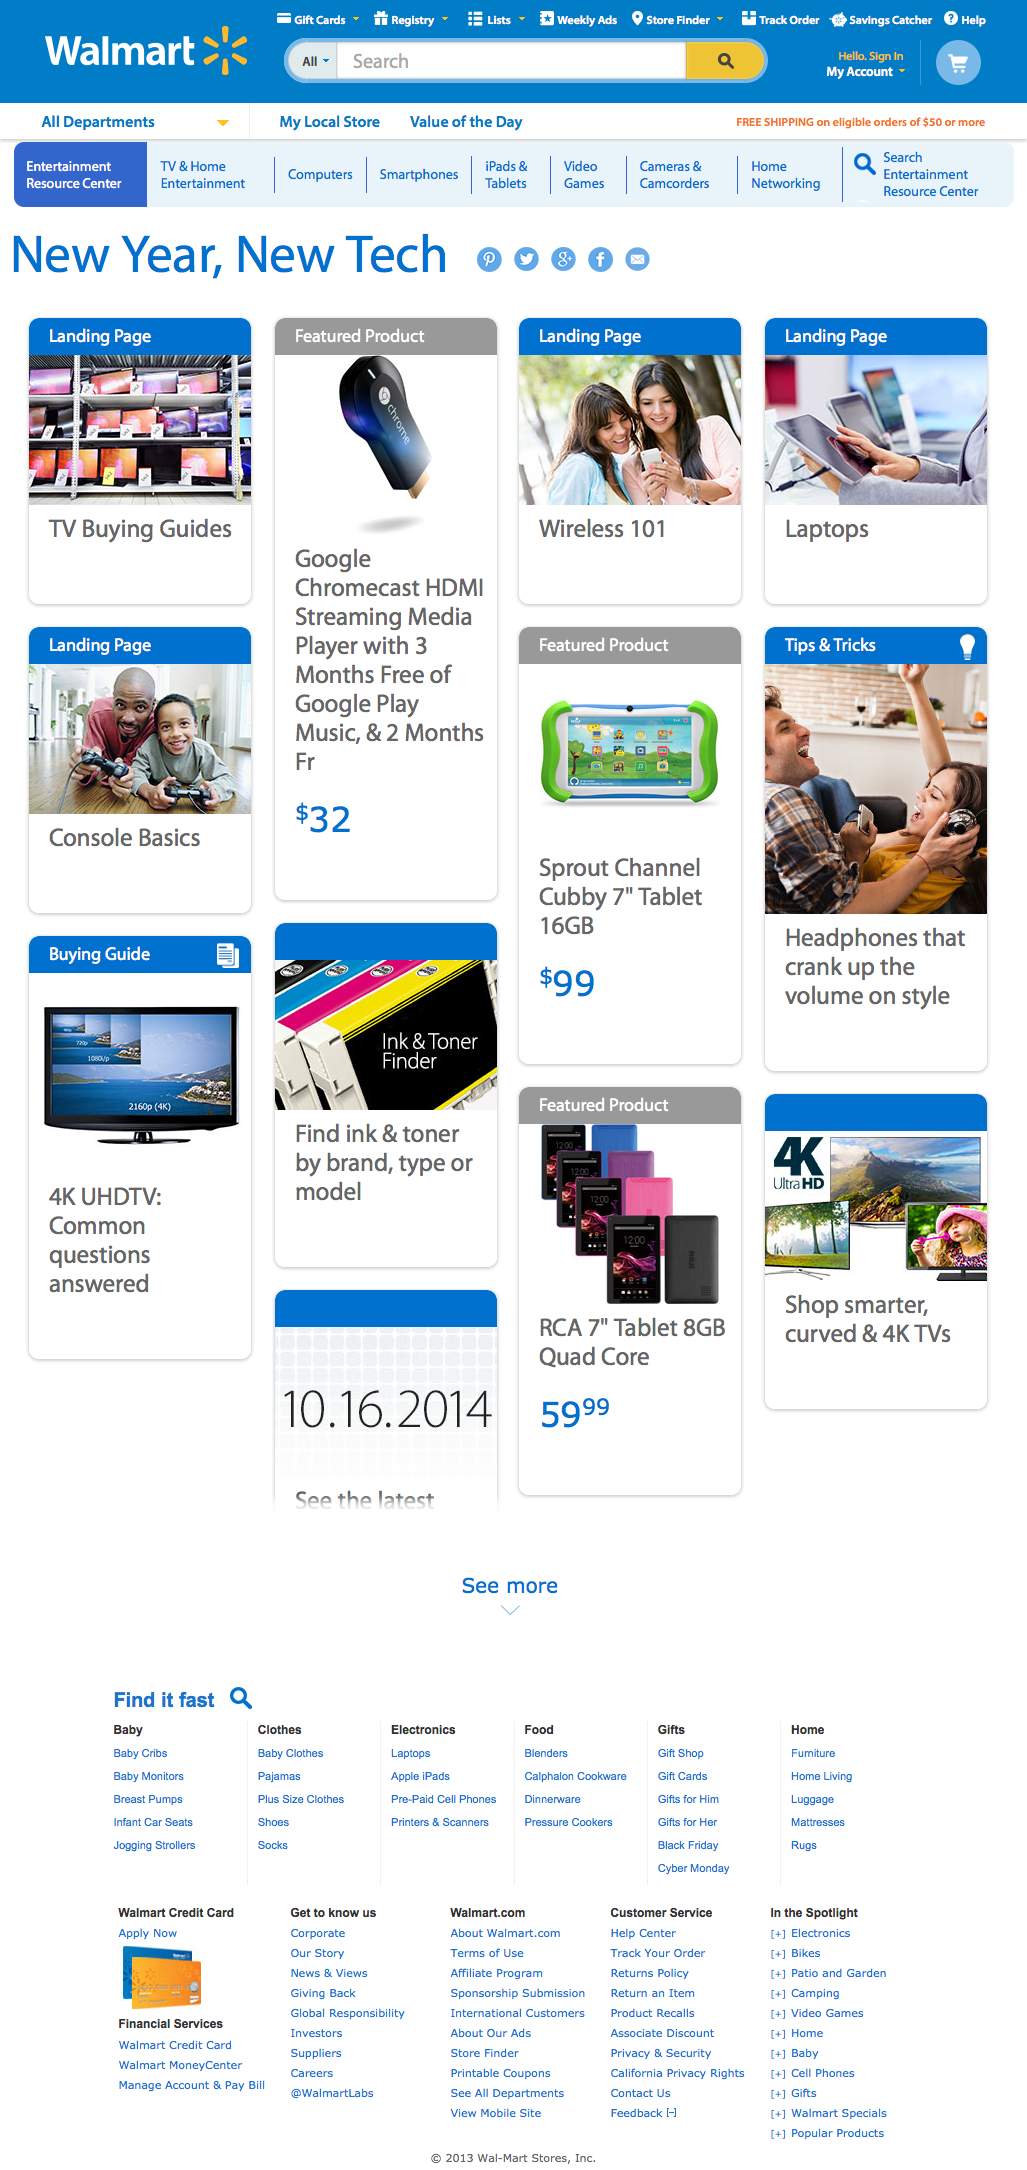 Gift Cards Registry Lists Weekly Ads Store Finder Track Order Savings Catcher Help
Walmart
All Search
Hello. Sign In
My Account
All Departments My Local Store Value of the Day FREE SHIPPING on eligible orders of $50 or more
Entertainment
Resource Center
TV & Home
Entertainment
Computers
Smartphones
iPads &
Tablets
Video
Games
Cameras &
Camcorders
Home
Networking
Search
Entertainment
Resource Center
New Year, New Tech
Landing Page
TV Buying Guides
Landing Page
Console Basics
Buying Guide
720p
1080i/p
2160p (4K)
4K UHDTV:
Common
questions
answered
Featured Product
chrome
Google
Chromecast HDMI
Streaming Media
Player with 3
Months Free of
Google Play
Music, & 2 Months
Fr
$32
Ink & Toner
Finder
Find ink & toner
by brand, type or
model
10.16.2014
See the latest
Landing Page
Wireless 101
Featured Product
Sprout Channel
Cubby 7" Tablet
16GB
$99
Featured Product
12:00
12:00
12:00
12:00
RCA
RCA 7" Tablet 8GB
Quad Core
59 99
Landing Page
Laptops
Tips & Tricks
Headphones that
crank up the
volume on style
4K
Ultra HD
Shop smarter,
curved & 4K TVs
See more
Find it fast
Baby
Baby Cribs
Baby Monitors
Breast Pumps
Infant Car Seats
Jogging Strollers
Clothes
Baby Clothes
Pajamas
Plus Size Clothes
Shoes
Socks
Electronics
Laptops
Apple iPads
Pre-Paid Cell Phones
Printers & Scanners
Food
Blenders
Calphalon Cookware
Dinnerware
Pressure Cookers
Gifts
Gift Shop
Gift Cards
Gifts for Him
Gifts for Her
Black Friday
Cyber Monday
Home
Furniture
Home Living
Luggage
Mattresses
Rugs
Walmart Credit Card
Apply Now
Financial Services
Walmart Credit Card
Walmart MoneyCenter
Manage Account & Pay Bill
Get to know us
Corporate
Our Story
News & Views
Giving Back
Global Responsibility
Investors
Suppliers
Careers
@WalmartLabs
Walmart.com
About Walmart.com
Terms of Use
Affiliate Program
Sponsorship Submission
International Customers
About Our Ads
Store Finder
Printable Coupons
See All Departments
View Mobile Site
Customer Service
Help Center
Track Your Order
Returns Policy
Return an Item
Product Recalls
Associate Discount
Privacy & Security
California Privacy Rights
Contact Us
Feedback [-]
In the Spotlight
[+] Electronics
[+] Bikes
[+] Patio and Garden
[+] Camping
[+] Video Games
[+] Home
[+] Baby
[+] Cell Phones
[+] Gifts
[+] Walmart Specials
[+] Popular Products
© 2013 Wal-Mart Stores, Inc.